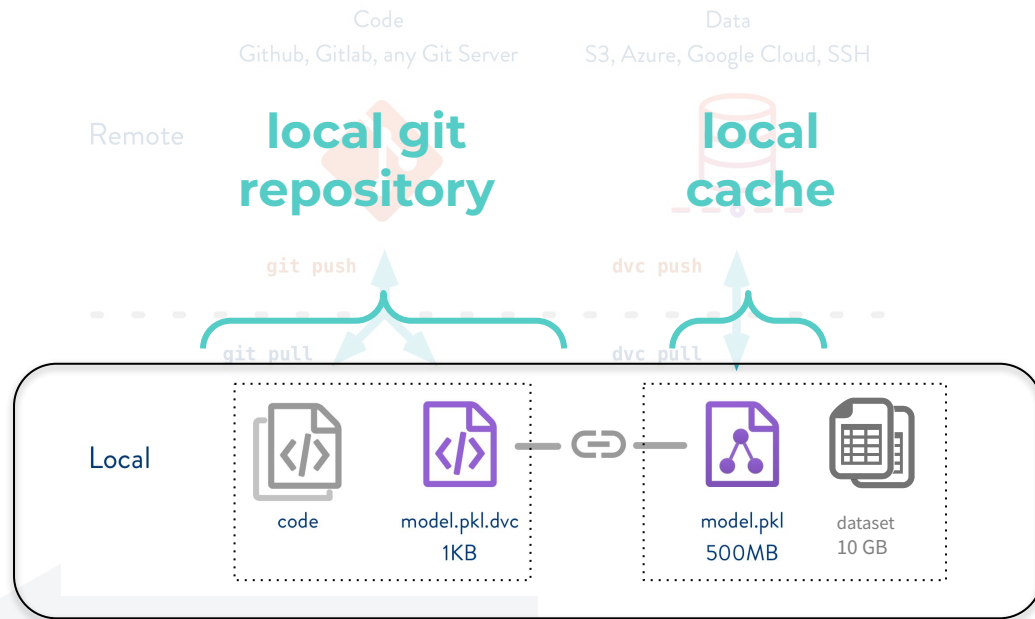 Code
Github, Gitlab, any Git Server
Data
S3, Azure, Google Cloud, SSH
Remote
local git
repository
local
cache
git push
dvc push
git pull
dvc pull
Local
code
model.pkl.dvc
1KB
model.pkl
500MB
dataset
10 GB